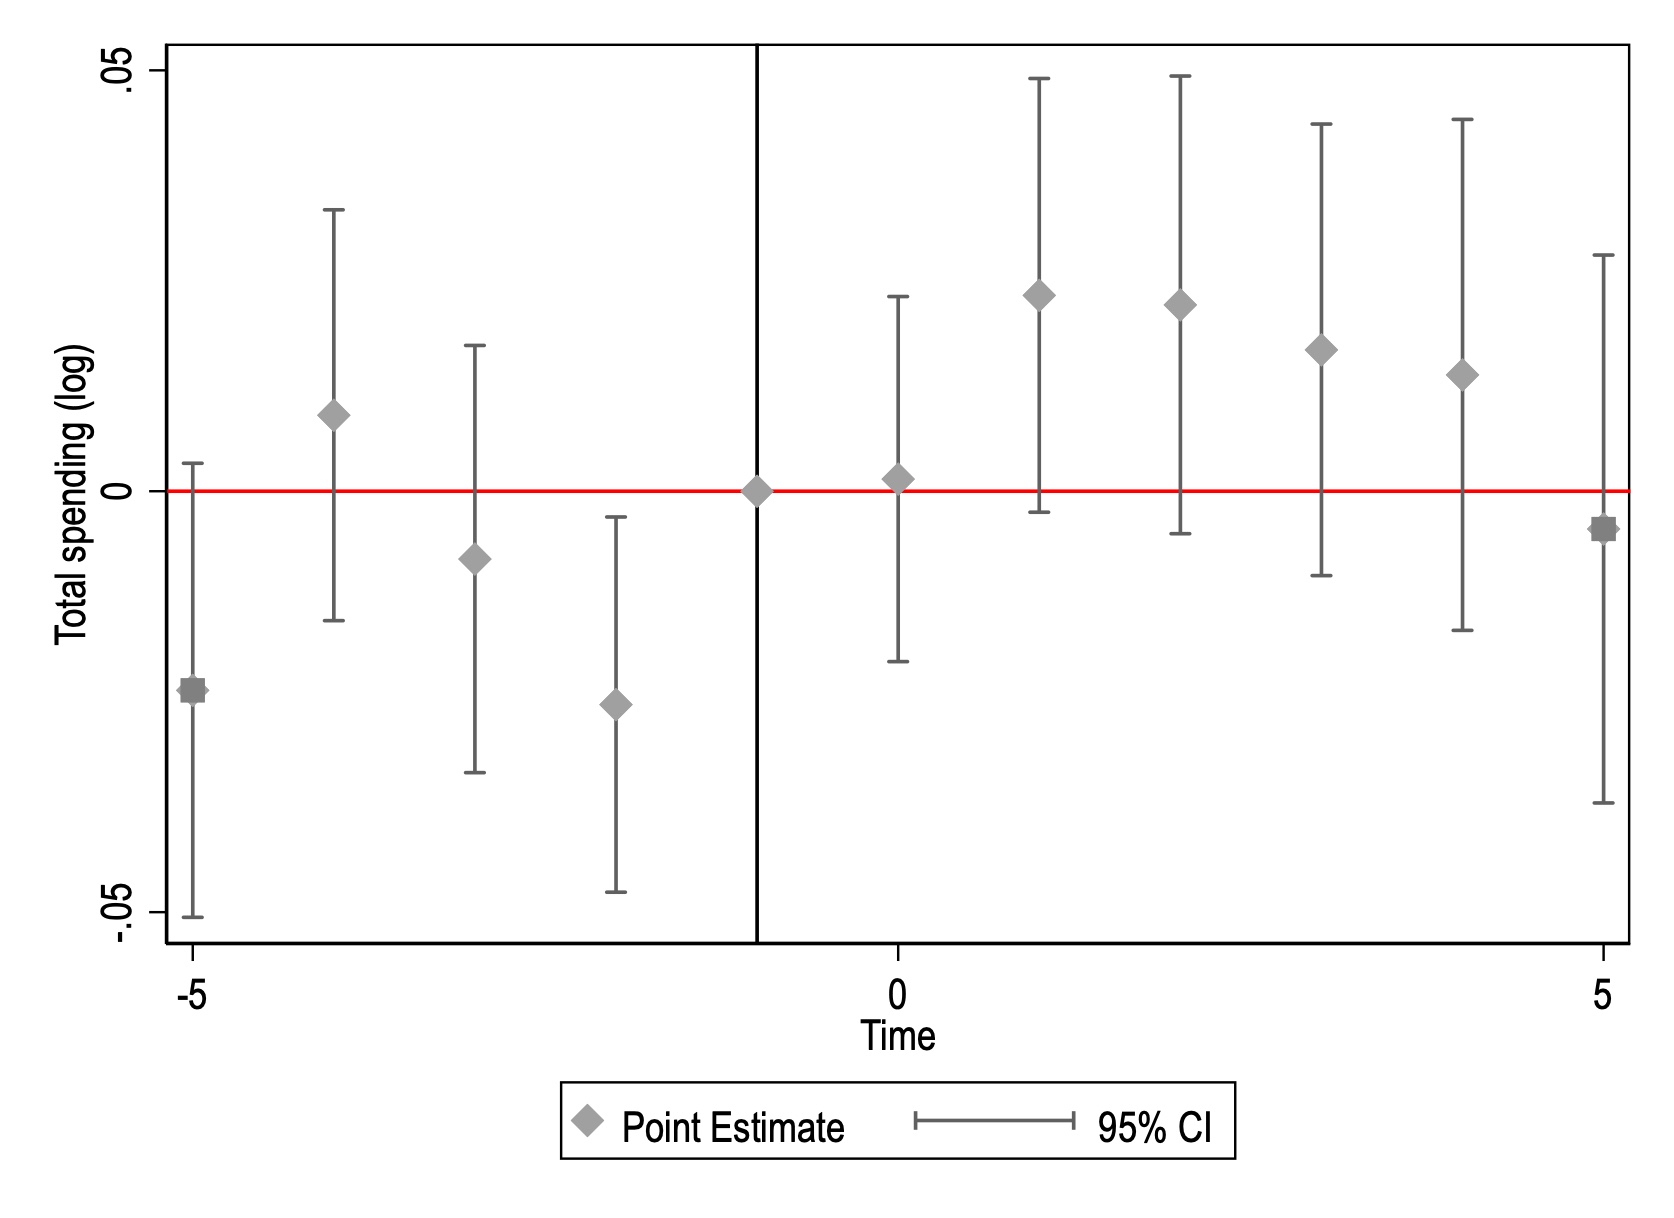 .05
0
-.05
Total spending (log)
-5
0
5
Time
Point Estimate
95% CI